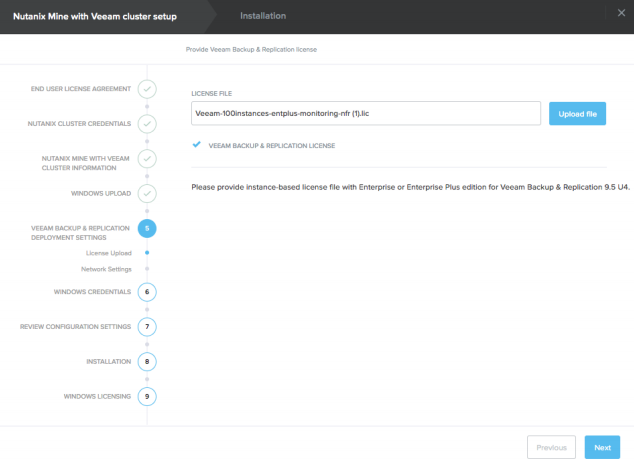 Nutanix Mine with Veeam cluster setup
Installation
Provide Veeam Backup & Replication license
END USER LICENSE AGREEMENT
NUTANIX CLUSTER CREDENTIALS
NUTANIX MINE WITH VEEAM
CLUSTER INFORMATION
WINDOWS UPLOAD
VEEAM BACKUP & REPLICATION
DEPLOYMENT SETTINGS
5
License Upload
Network Settings
WINDOWS CREDENTIALS
6
REVIEW CONFIGURATION SETTINGS
7
INSTALLATION
8
WINDOWS LICENSING
9
LICENSE FILE
Veeam-100instances-entplus-monitoring-nfr (1).lic
Upload file
VEEAM BACKUP & REPLICATION LICENSE
Please provide instance-based license file with Enterprise or Enterprise Plus edition for Veeam Backup & Replication 9.5 U4.
Previous
Next